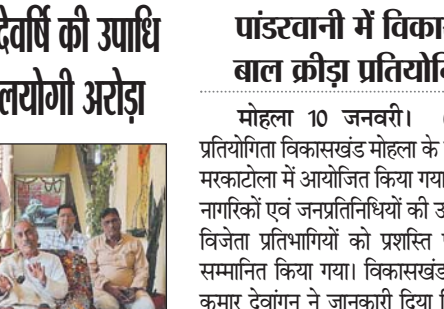 देवर्षि की उपाधि
लयोगी अरोड़ा
पांडरवानी में विका
बाल क्रीड़ा प्रतियो
मोहला 10 जनवरी।
प्रतियोगिता विकासखंड मोहला के
मरकाटोला में आयोजित किया गया
नागरिकों एवं जनप्रतिनिधियों की उ
विजेता प्रतिभागियों को प्रशस्ति
सम्मानित किया गया। विकासखंड
कुमार देवांगन ने जानकारी दिया